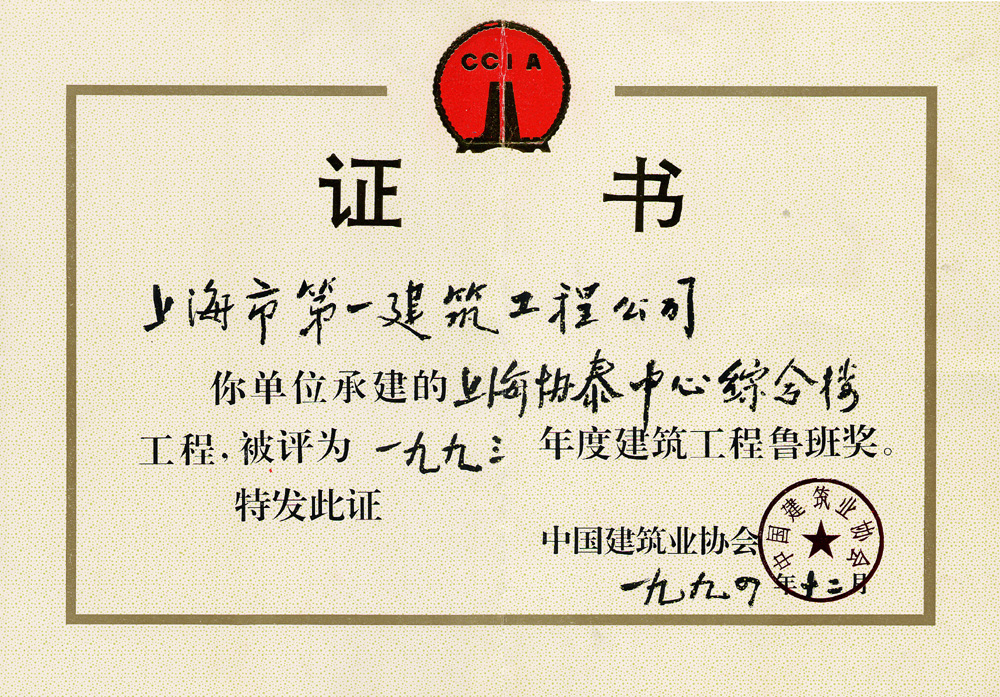 CCIA
证书
上海市第一建筑工程公司
你单位承建的上海协泰中心综合楼
工程，被评为一九九三年度建筑工程鲁班奖。
特发此证
中国建筑业协会
中国建筑业协会
一九九四年十二月